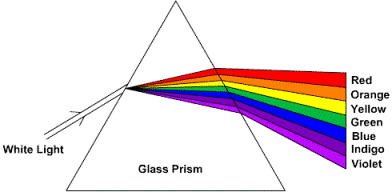 Red
Orange
Yellow
Green
Blue
Indigo
Violet
White Light
Glass Prism